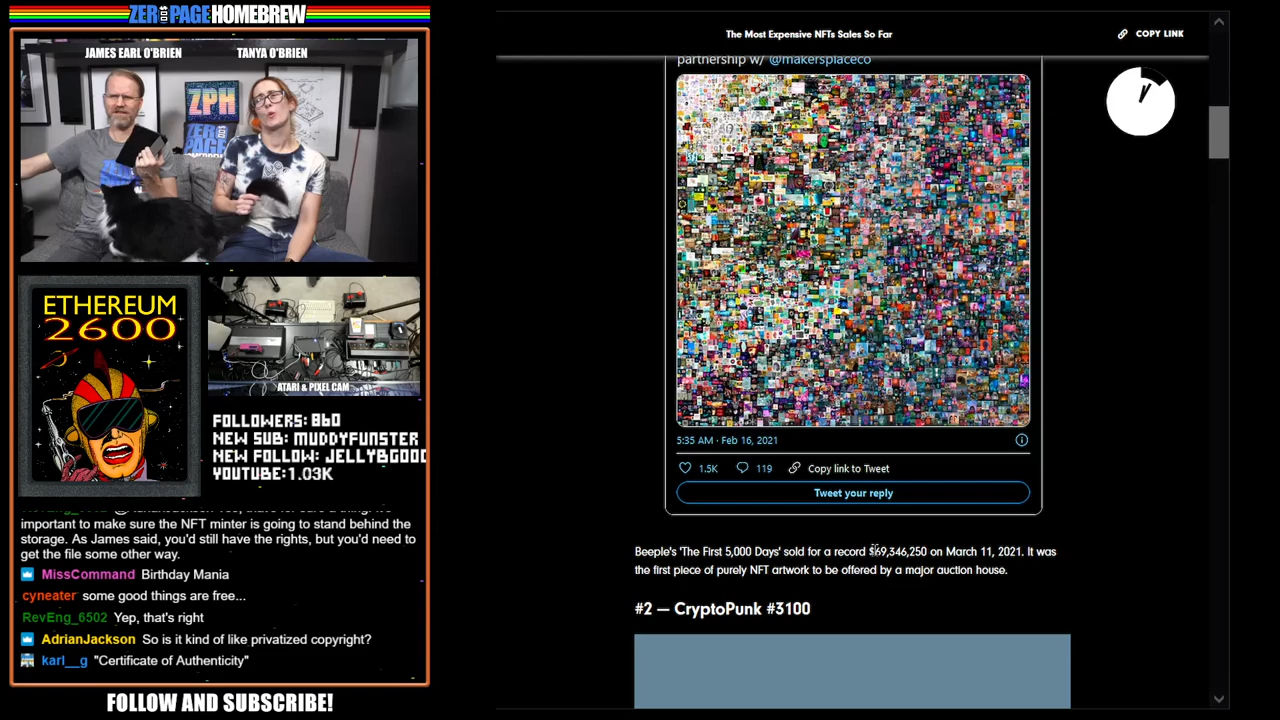 ZERO PAGE HOMEBREW
JAMES EARL O'BRIEN
TANYA O'BRIEN
ZPH
ETHEREUM
2600
ATARI & PIXEL CAM
FOLLOWERS: 860
NEW SUB: MUDDYFUNSTER
NEW FOLLOW: JELLYBGOOD
YOUTUBE:1.03K
important to make sure the NFT minter is going to stand behind the
storage. As James said, you'd still have the rights, but you'd need to
get the file some other way.
MissCommand Birthday Mania
cyneater some good things are free...
RevEng_6502 Yep, that's right
AdrianJackson So is it kind of like privatized copyright?
karl__g "Certificate of Authenticity"
FOLLOW AND SUBSCRIBE!
The Most Expensive NFTs Sales So Far
COPY LINK
partnership w/ @makersplaceco
5:35 AM · Feb 16, 2021
1.5K 119 Copy link to Tweet
Tweet your reply
Beeple's 'The First 5,000 Days' sold for a record $69,346,250 on March 11, 2021. It was
the first piece of purely NFT artwork to be offered by a major auction house.
#2 — CryptoPunk #3100